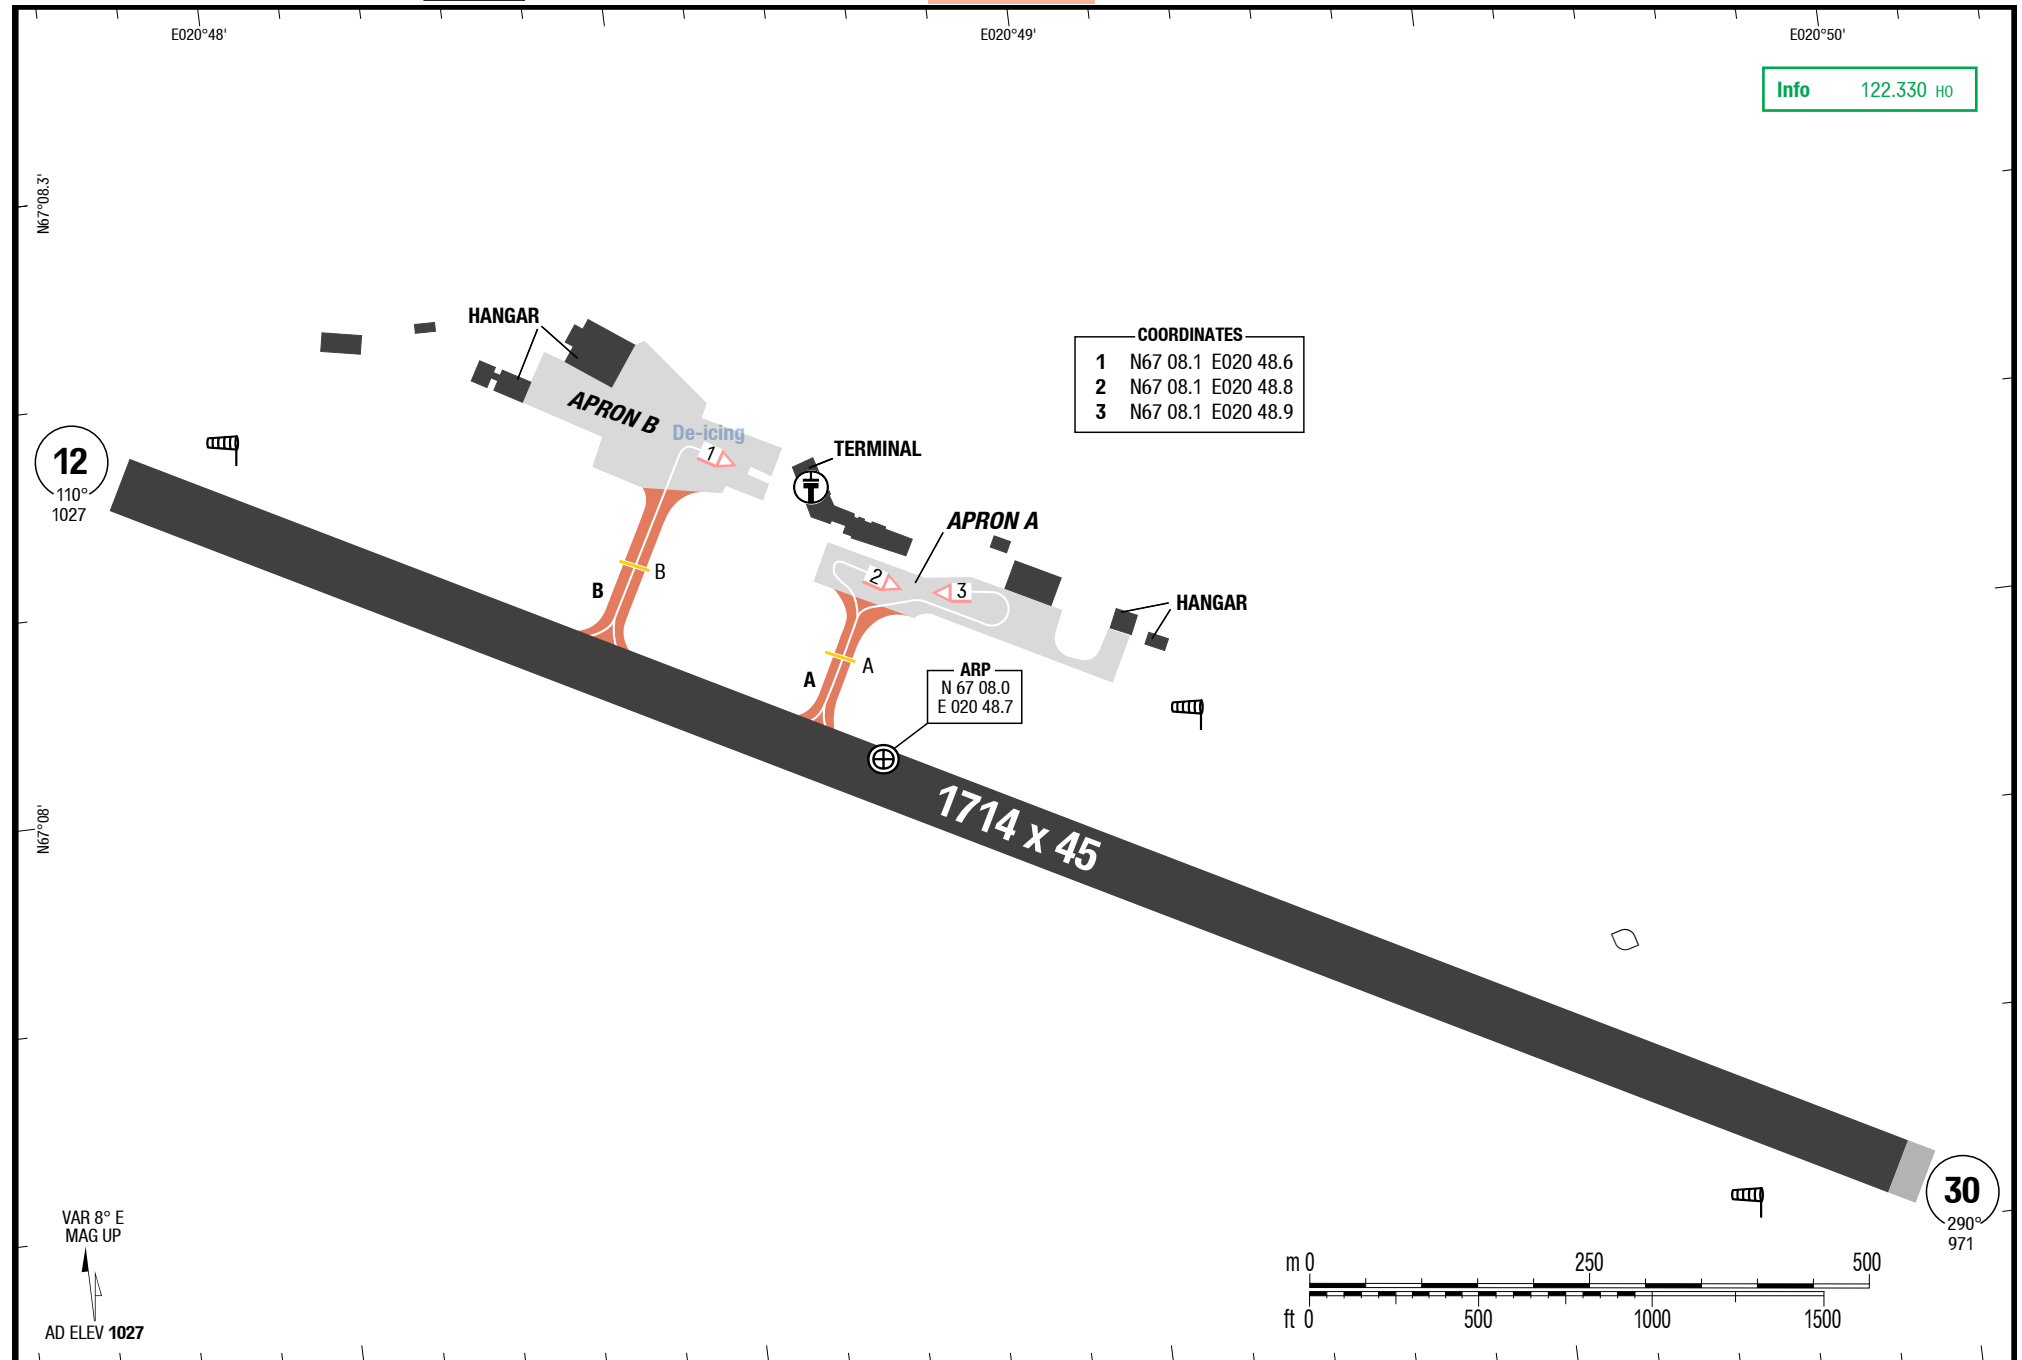 E020°48'
E020°49'
E020°50'
Info 122.330 HO
N67°08.3'
HANGAR
COORDINATES
1 N67 08.1 E020 48.6
2 N67 08.1 E020 48.8
3 N67 08.1 E020 48.9
APRON B
De-icing
1
TERMINAL
12
110°
1027
APRON A
B
B
2
3
HANGAR
A
A
ARP
N 67 08.0
E 020 48.7
N67°08'
1714 x 45
30
290°
971
VAR 8° E
MAG UP
AD ELEV 1027
m 0 250 500
ft 0 500 1000 1500